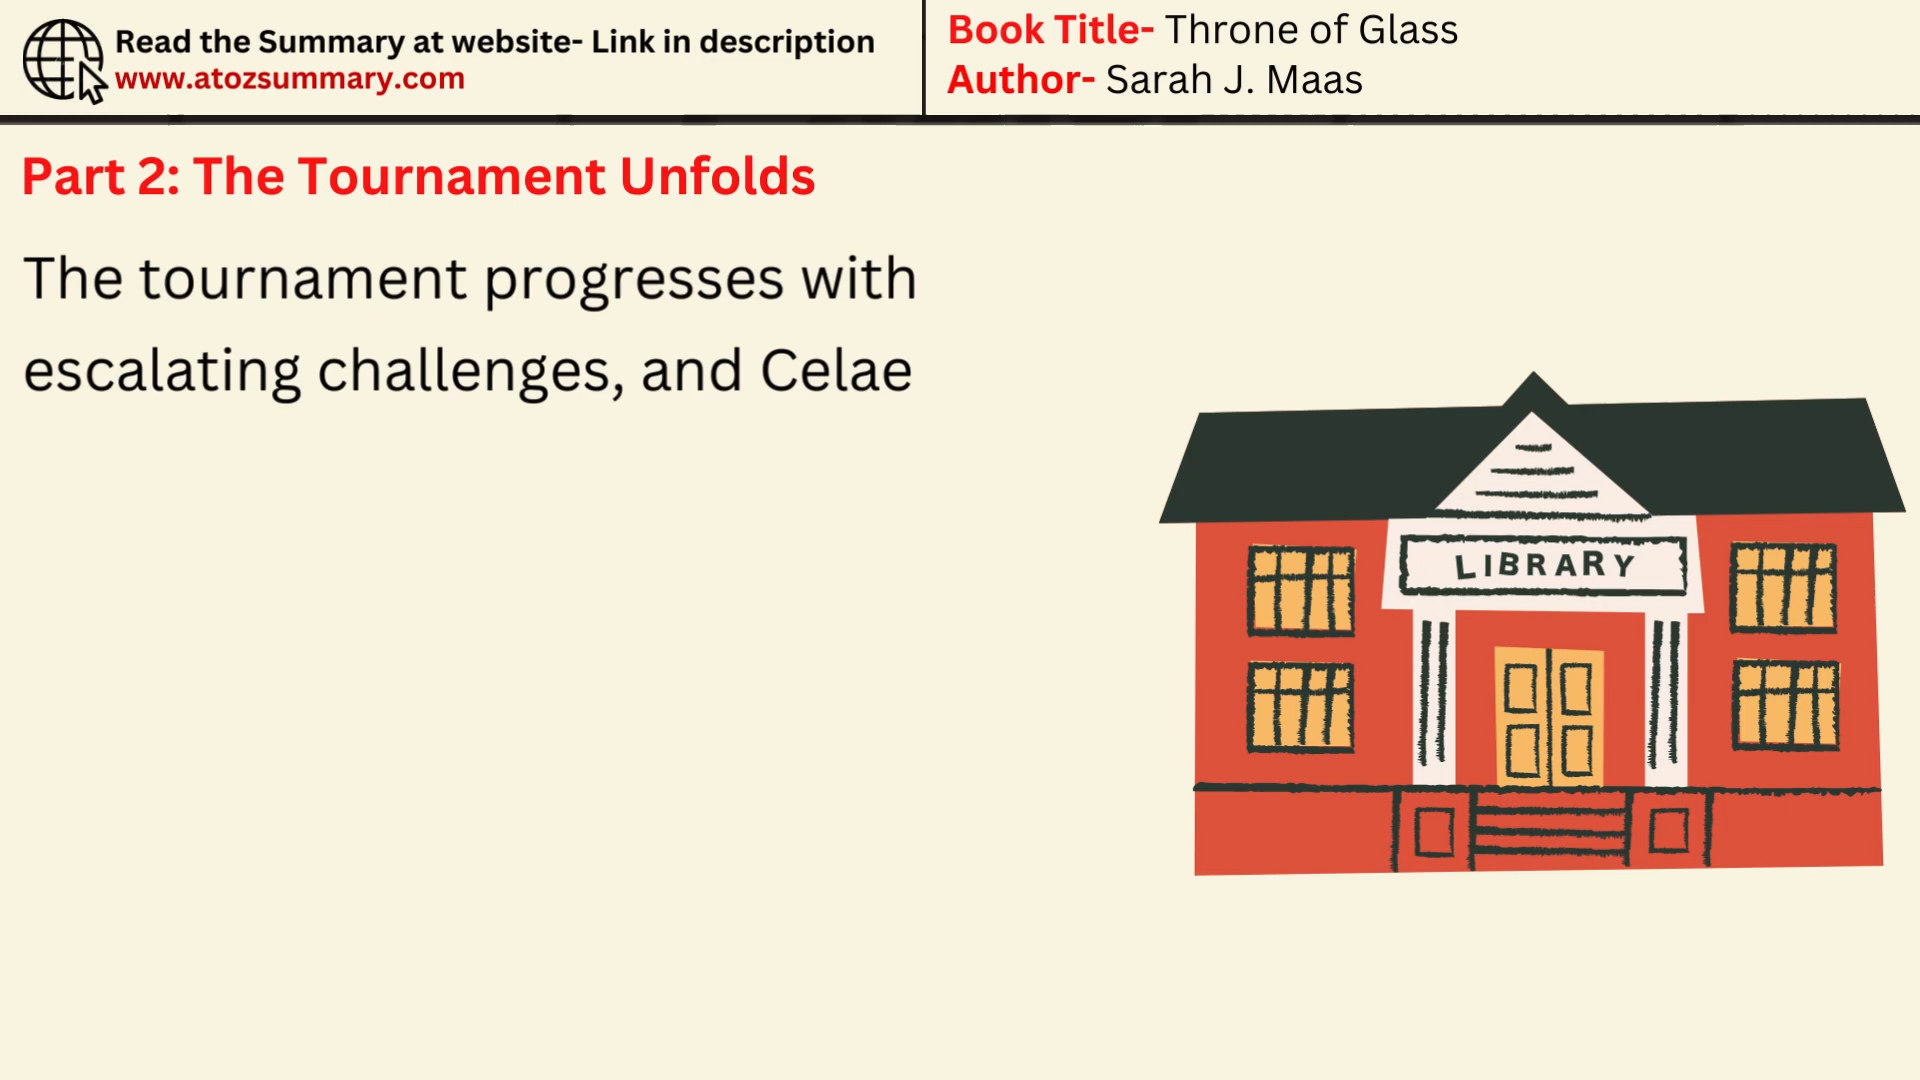 Read the Summary at website- Link in description
www.atozsummary.com
Book Title- Throne of Glass
Author- Sarah J. Maas
Part 2: The Tournament Unfolds
The tournament progresses with
escalating challenges, and Celae
LIBRARY